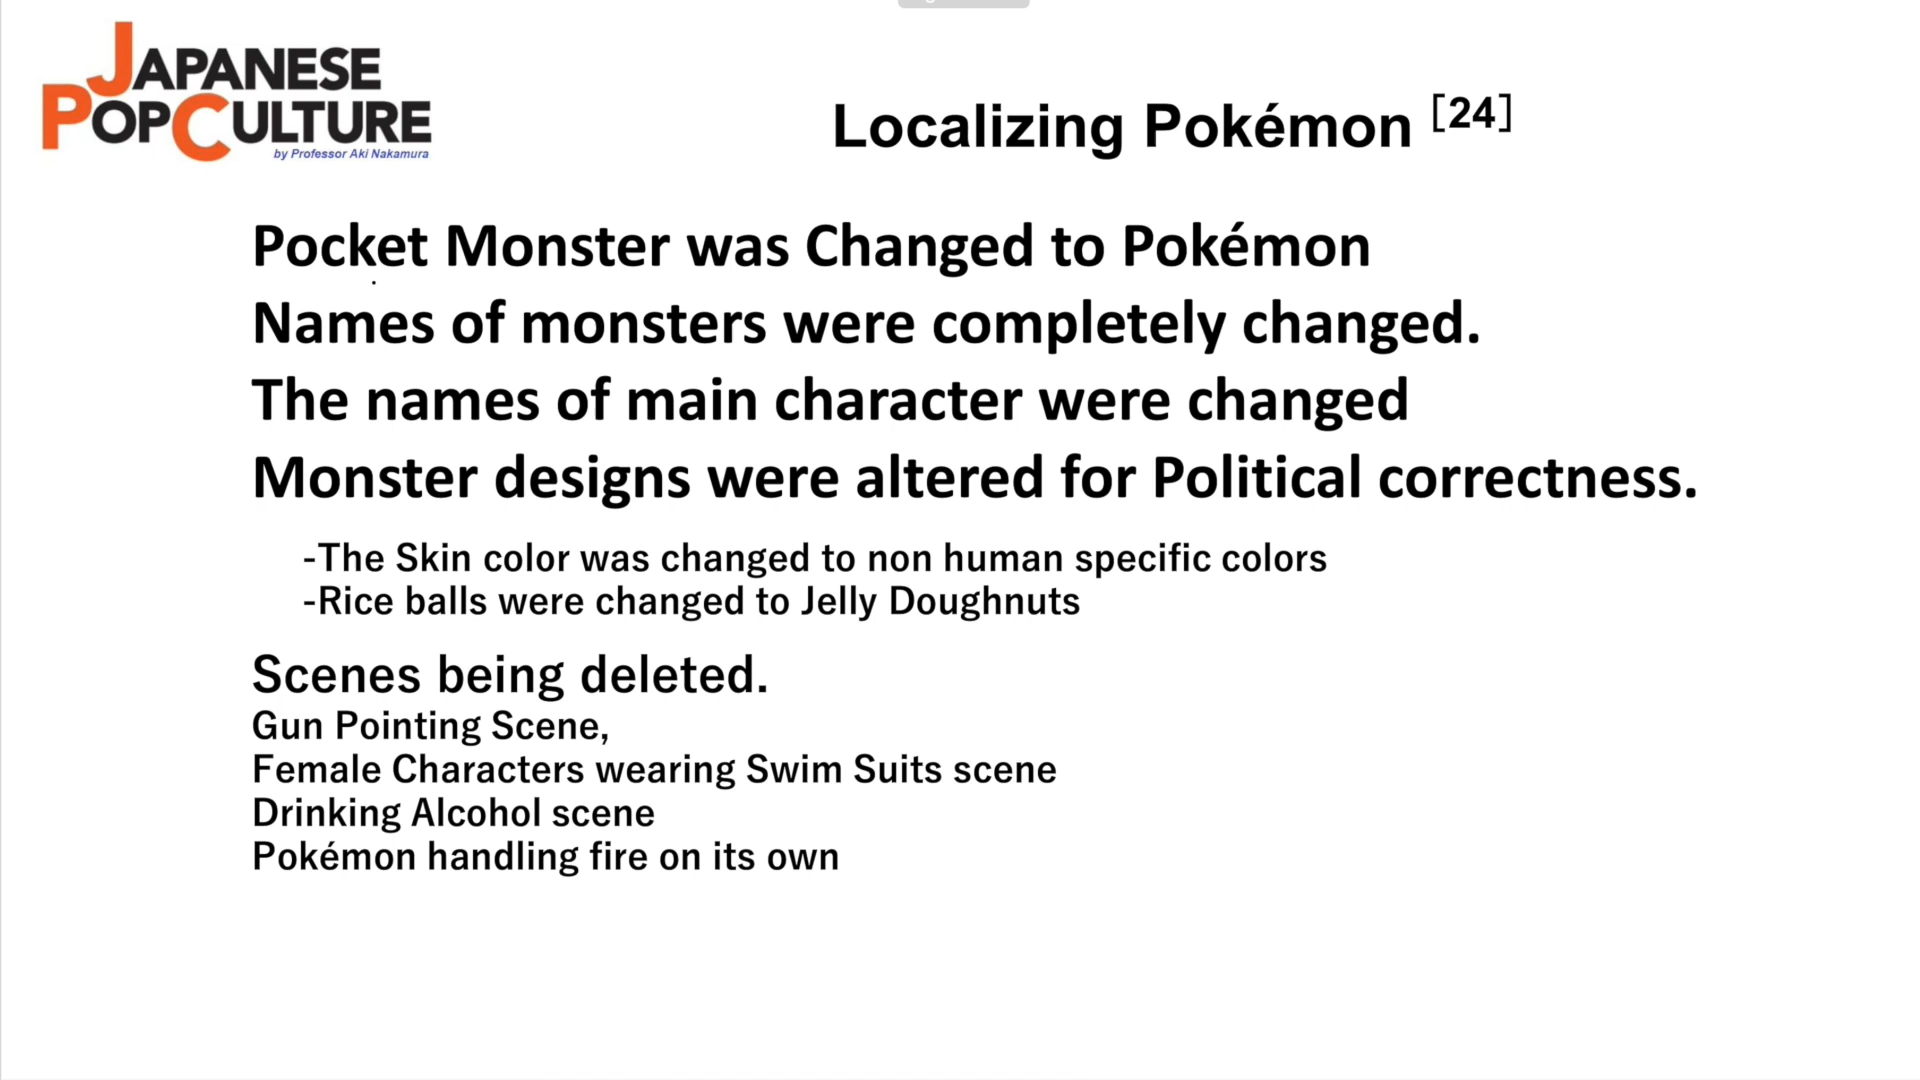 JAPANESE
POPCULTURE
by Professor Aki Nakamura
Localizing Pokémon [24]
Pocket Monster was Changed to Pokémon
Names of monsters were completely changed.
The names of main character were changed
Monster designs were altered for Political correctness.
-The Skin color was changed to non human specific colors
-Rice balls were changed to Jelly Doughnuts
Scenes being deleted.
Gun Pointing Scene,
Female Characters wearing Swim Suits scene
Drinking Alcohol scene
Pokémon handling fire on its own